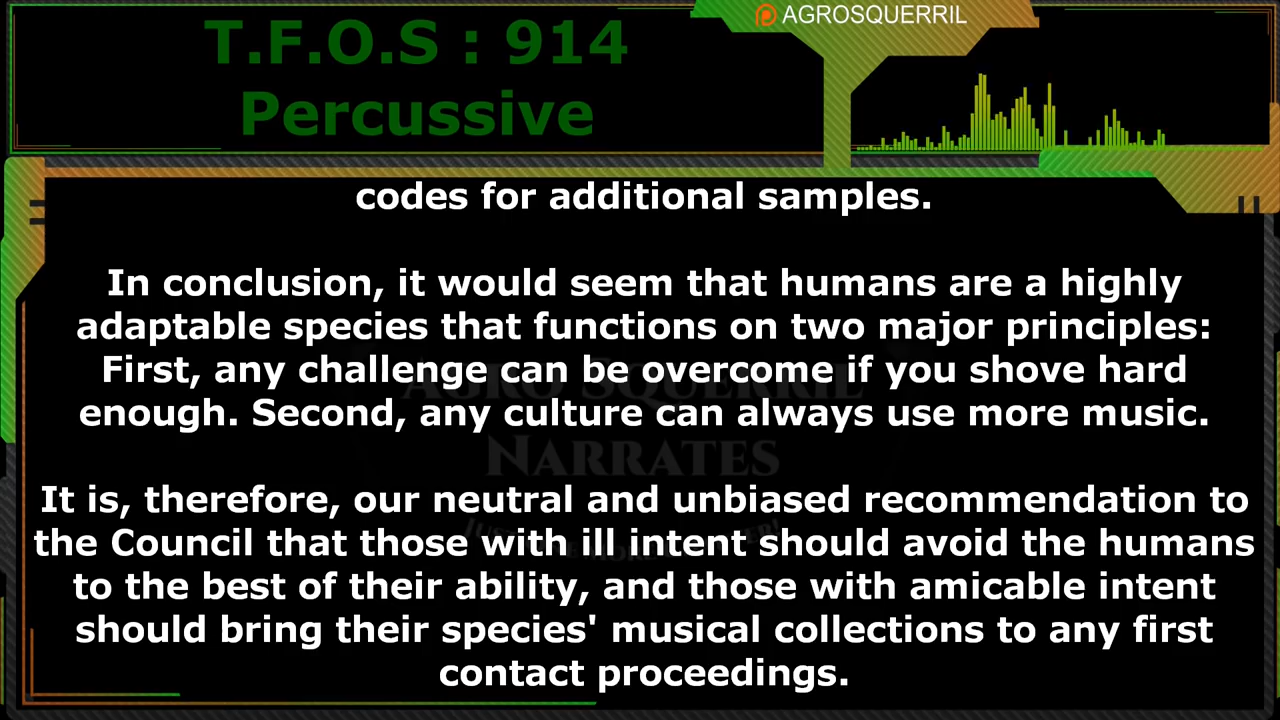 AGROSQUERRIL
T.F.O.S : 914
Percussive
codes for additional samples.
In conclusion, it would seem that humans are a highly
adaptable species that functions on two major principles:
First, any challenge can be overcome if you shove hard
enough. Second, any culture can always use more music.
AGRO SQUERRIL
NARRATES
It is, therefore, our neutral and unbiased recommendation to
the Council that those with ill intent should avoid the humans
to the best of their ability, and those with amicable intent
should bring their species' musical collections to any first
contact proceedings.